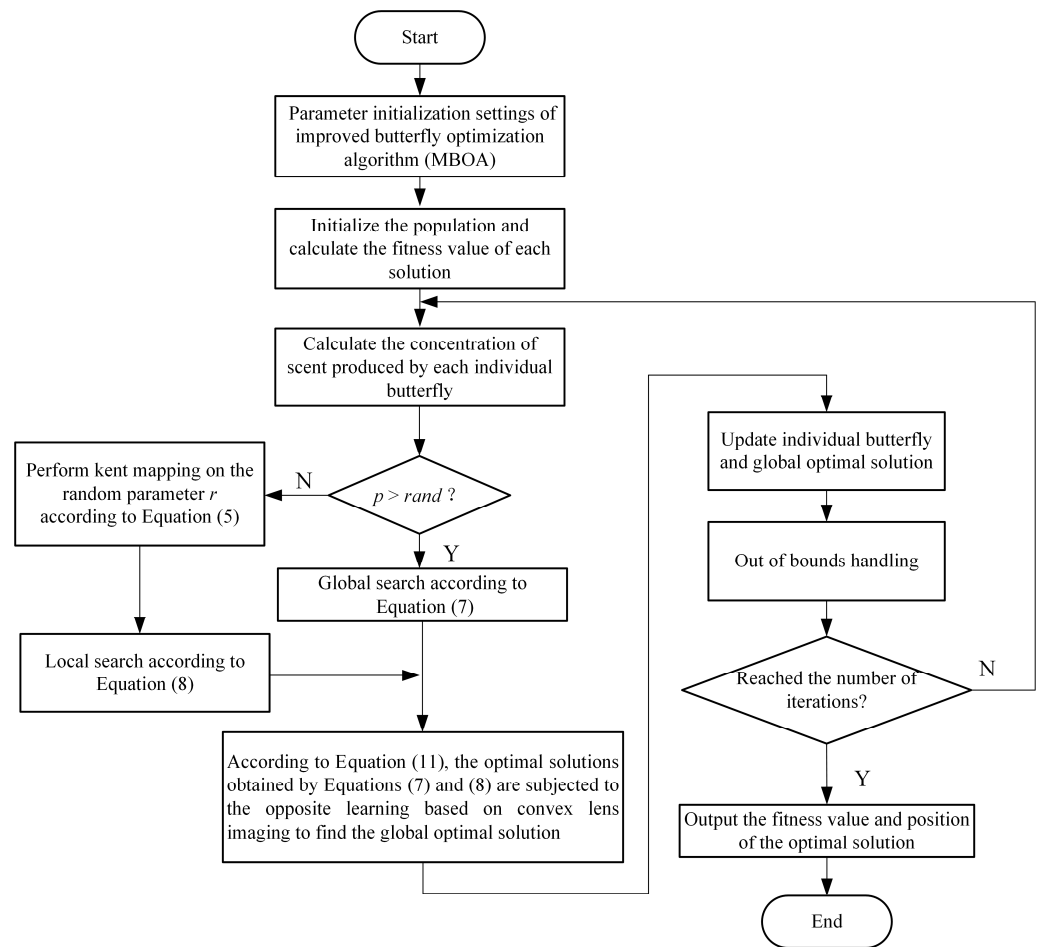 Start
Parameter initialization settings of
improved butterfly optimization
algorithm (MBOA)
Initialize the population and
calculate the fitness value of each
solution
Calculate the concentration of
scent produced by each individual
butterfly
p > rand ?
N
Perform kent mapping on the
random parameter r
according to Equation (5)
Y
Global search according to
Equation (7)
Local search according to
Equation (8)
According to Equation (11), the optimal solutions
obtained by Equations (7) and (8) are subjected to
the opposite learning based on convex lens
imaging to find the global optimal solution
Update individual butterfly
and global optimal solution
Out of bounds handling
Reached the number of
iterations?
N
Y
Output the fitness value and position
of the optimal solution
End